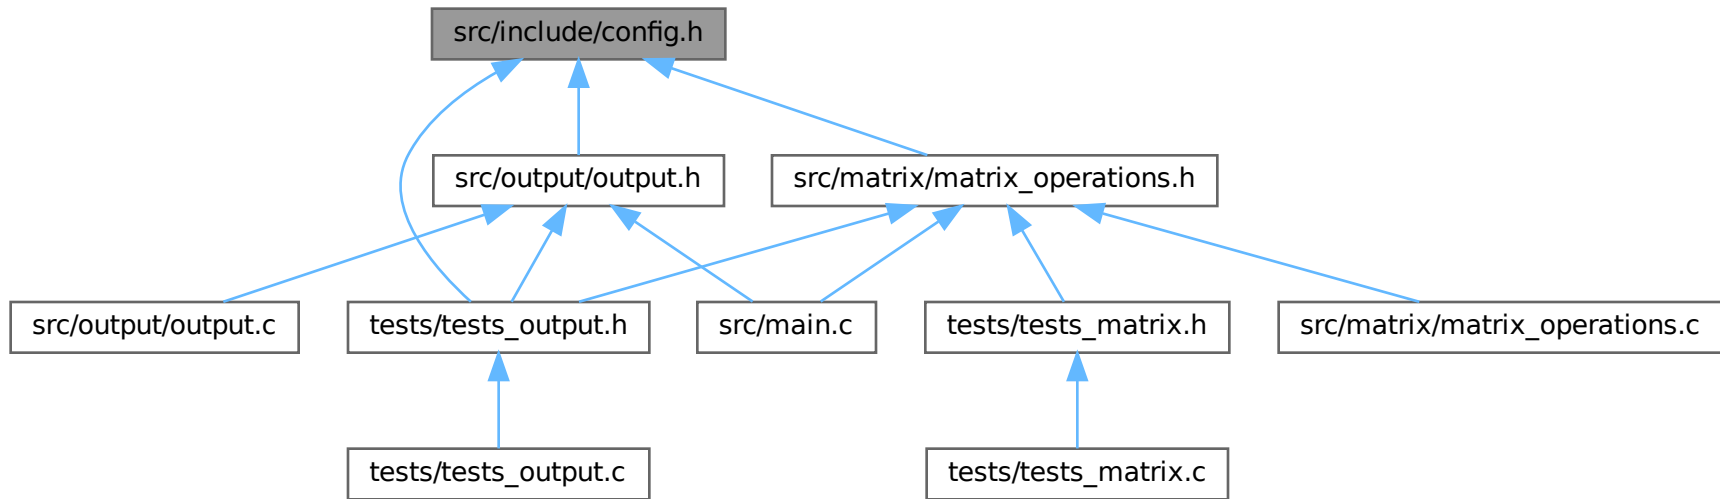 src/include/config.h
src/output/output.h
src/matrix/matrix_operations.h
src/output/output.c
tests/tests_output.h
src/main.c
tests/tests_matrix.h
src/matrix/matrix_operations.c
tests/tests_output.c
tests/tests_matrix.c